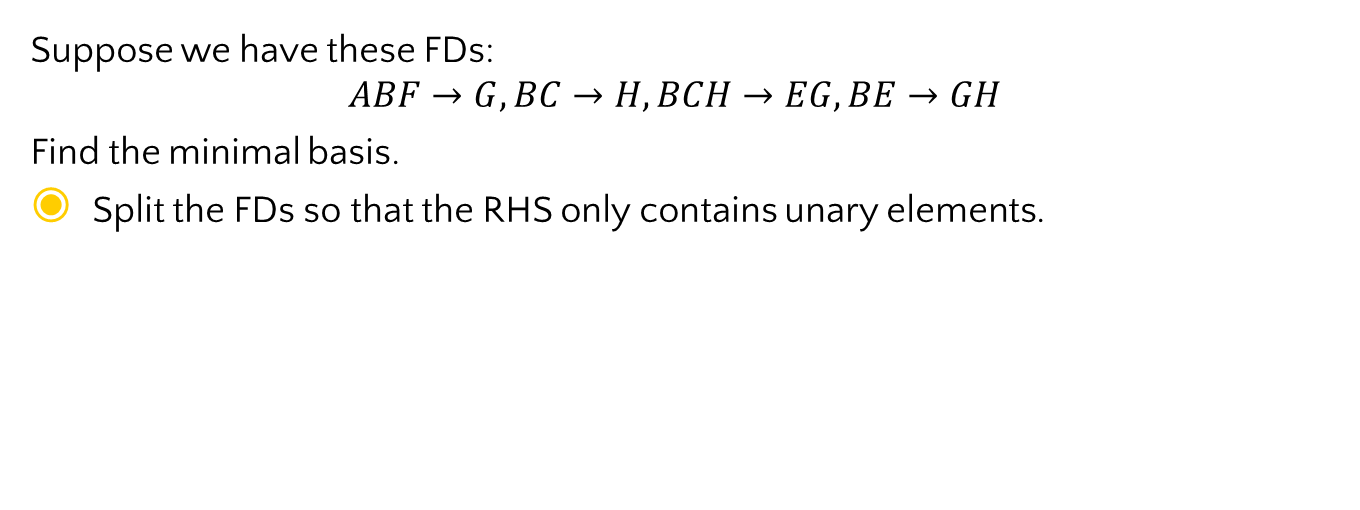 Suppose we have these FDs:
ABF → G, BC → H, BCH → EG, BE → GH
Find the minimal basis.
Split the FDs so that the RHS only contains unary elements.